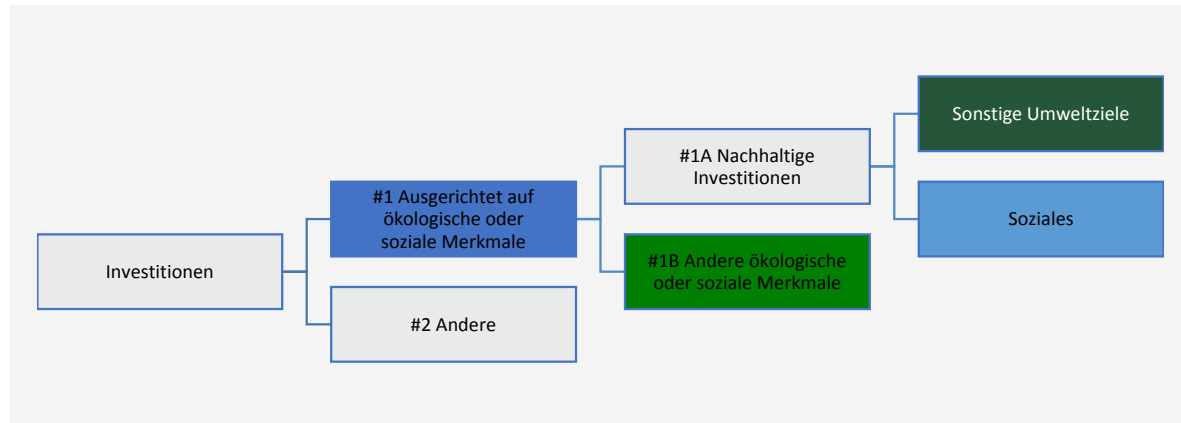 Investitionen
#1 Ausgerichtet auf
ökologische oder
soziale Merkmale
#2 Andere
#1A Nachhaltige
Investitionen
#1B Andere ökologische
oder soziale Merkmale
Sonstige Umweltziele
Soziales